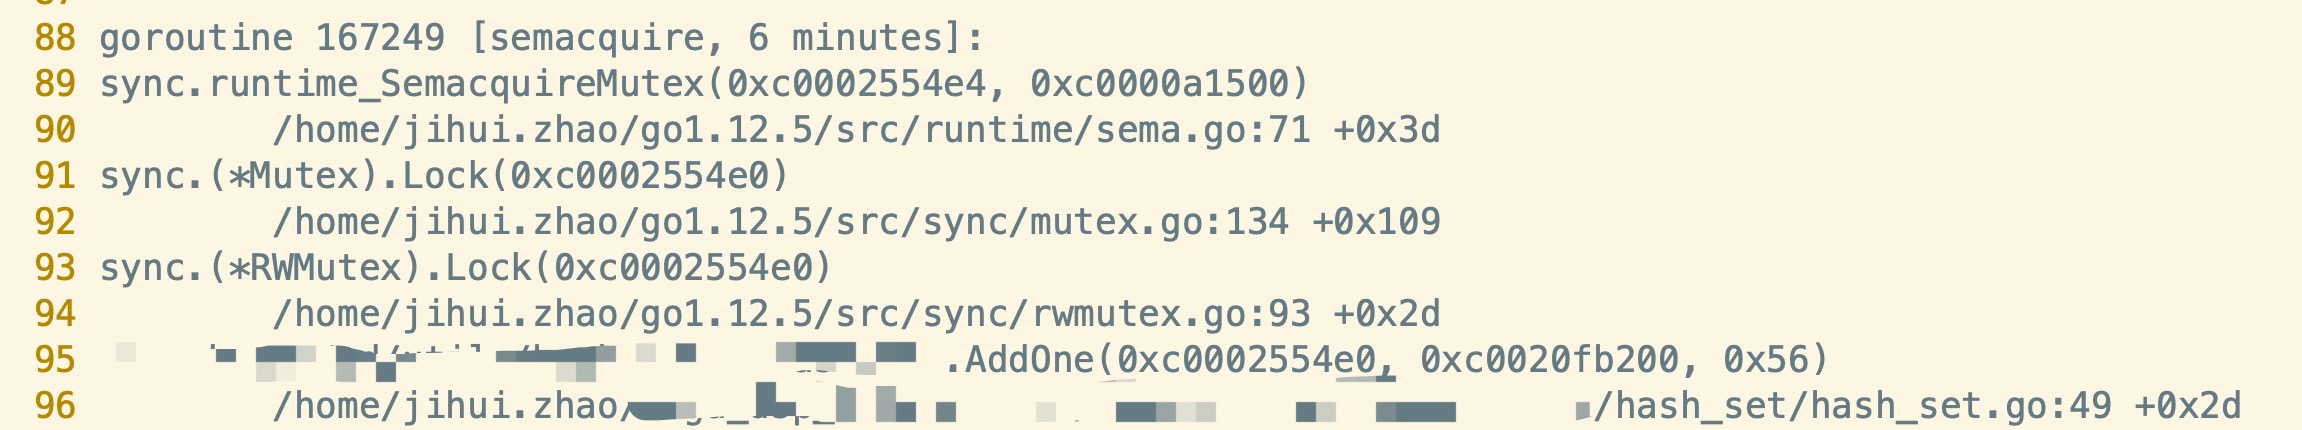 88 goroutine 167249 [semacquire, 6 minutes]:
89 sync.runtime_SemacquireMutex(0xc0002554e4, 0xc0000a1500)
90 /home/jihui.zhao/go1.12.5/src/runtime/sema.go:71 +0x3d
91 sync.(*Mutex).Lock(0xc0002554e0)
92 /home/jihui.zhao/go1.12.5/src/sync/mutex.go:134 +0x109
93 sync.(*RWMutex).Lock(0xc0002554e0)
94 /home/jihui.zhao/go1.12.5/src/sync/rwmutex.go:93 +0x2d
95 .AddOne(0xc0002554e0, 0xc0020fb200, 0x56)
96 /home/jihui.zhao/ /hash_set/hash_set.go:49 +0x2d